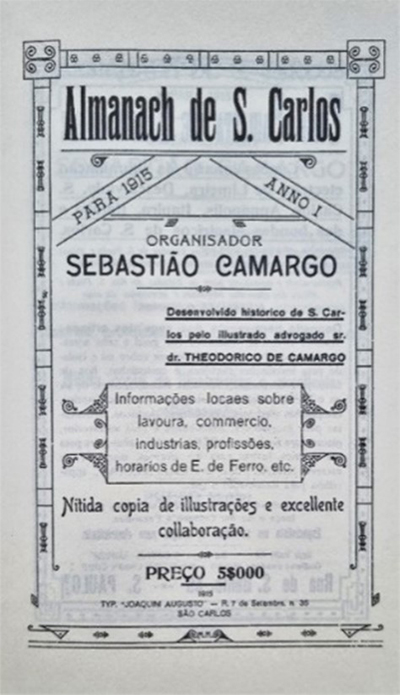 Almanach de S. Carlos
PARA 1915
ANNO I
ORGANISADOR
SEBASTIÃO CAMARGO
Desenvolvido historico de S. Car-
los pelo illustrado advogado sr.
dr. THEODORICO DE CAMARGO
Informações locaes sobre
lavoura, commercio,
industrias, profissões,
horarios de E. de Ferro, etc.
Nitida copia de illustrações e excellente
collaboração.
PREÇO 5$000
1915
TYP. "JOAQUIM AUGUSTO" — R. 7 de Setembro, n. 35
SÃO CARLOS